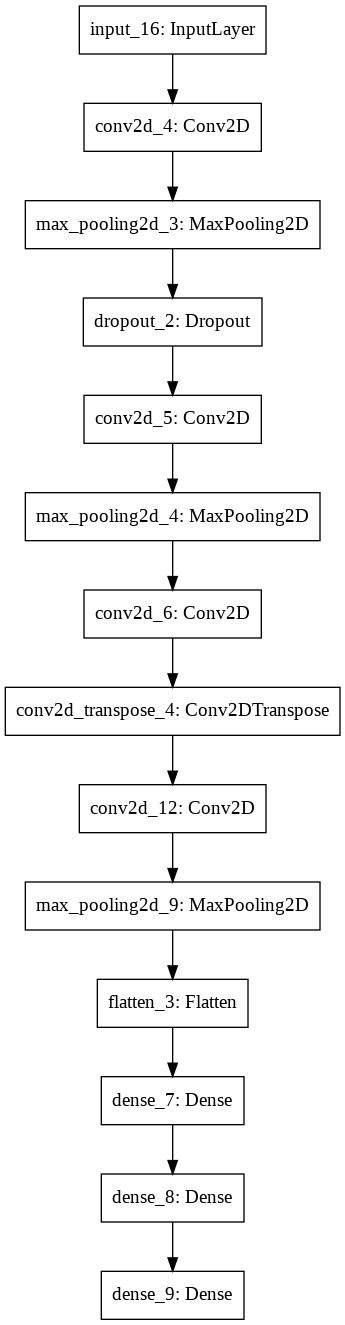 input_16: InputLayer
conv2d_4: Conv2D
max_pooling2d_3: MaxPooling2D
dropout_2: Dropout
conv2d_5: Conv2D
max_pooling2d_4: MaxPooling2D
conv2d_6: Conv2D
conv2d_transpose_4: Conv2DTranspose
conv2d_12: Conv2D
max_pooling2d_9: MaxPooling2D
flatten_3: Flatten
dense_7: Dense
dense_8: Dense
dense_9: Dense